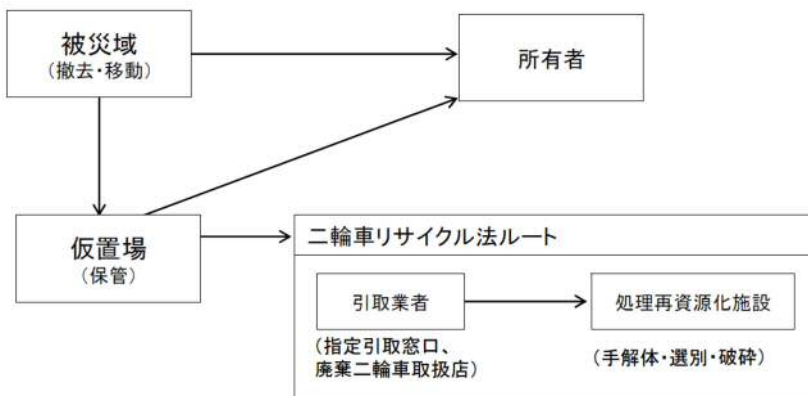 被災域
（撤去・移動）
所有者
仮置場
（保管）
二輪車リサイクル法ルート
引取業者
処理再資源化施設
（指定引取窓口、
廃棄二輪車取扱店）
（手解体・選別・破砕）